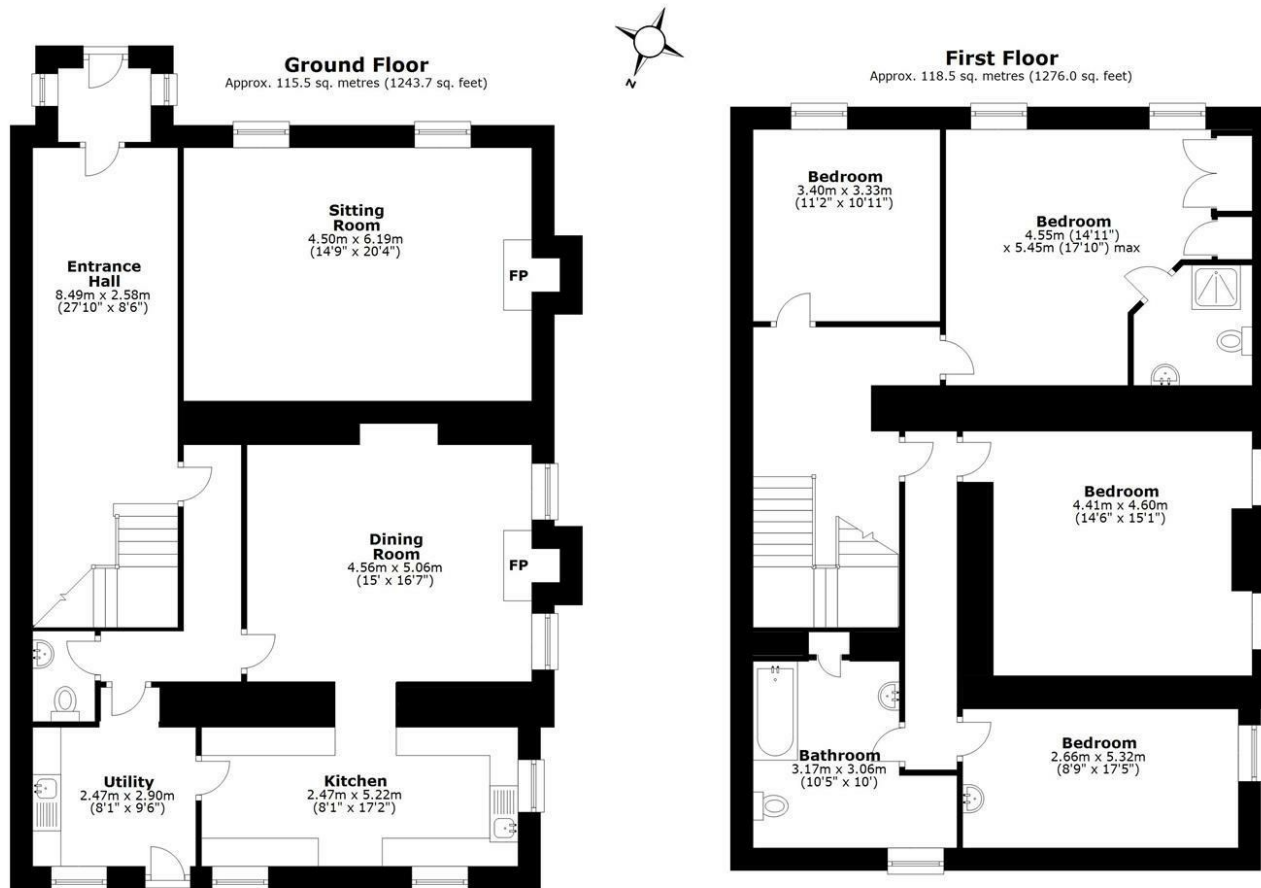 Ground Floor
Approx. 115.5 sq. metres (1243.7 sq. feet)
N
Sitting
Room
4.50m x 6.19m
(14'9" x 20'4")
FP
Entrance
Hall
8.49m x 2.58m
(27'10" x 8'6")
Dining
Room
4.56m x 5.06m
(15' x 16'7")
FP
Utility
2.47m x 2.90m
(8'1" x 9'6")
Kitchen
2.47m x 5.22m
(8'1" x 17'2")
First Floor
Approx. 118.5 sq. metres (1276.0 sq. feet)
Bedroom
3.40m x 3.33m
(11'2" x 10'11")
Bedroom
4.55m (14'11")
x 5.45m (17'10") max
Bedroom
4.41m x 4.60m
(14'6" x 15'1")
Bathroom
3.17m x 3.06m
(10'5" x 10')
Bedroom
2.66m x 5.32m
(8'9" x 17'5")